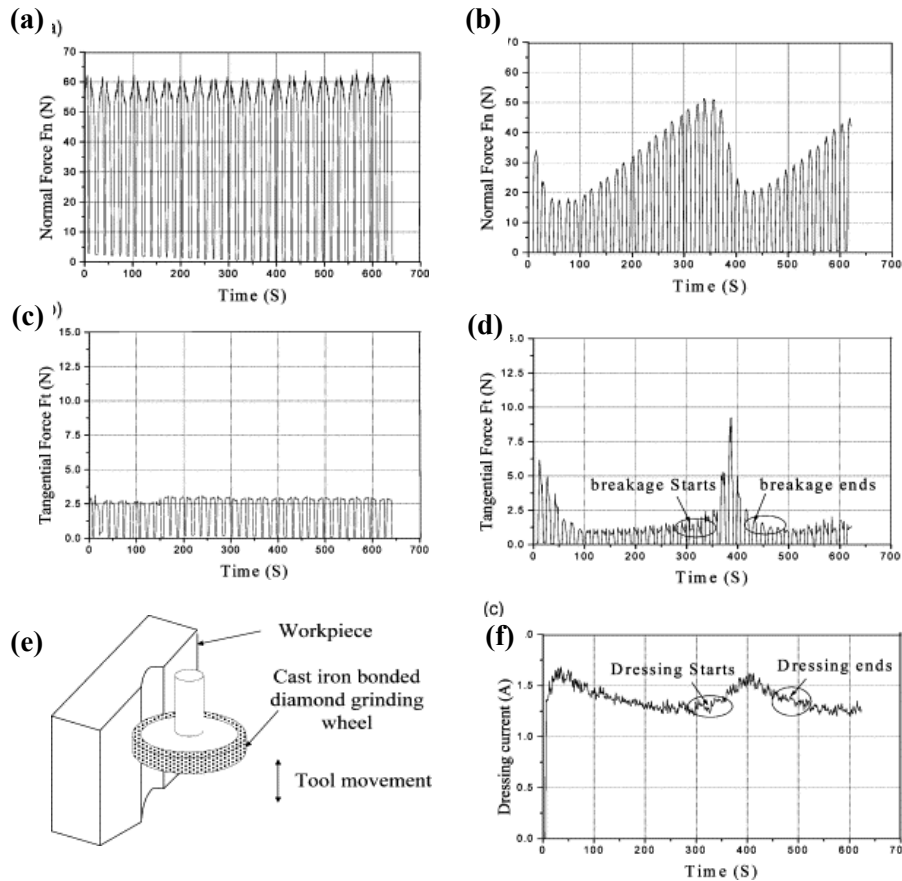 (a) a)
70
60
50
40
30
20
10
0
Normal Force Fn (N)
0 100 200 300 400 500 600 700
Time (S)
(b)
70
60
50
40
30
20
10
0
Normal Force Fn (N)
0 100 200 300 400 500 600 700
Time (S)
(c)
15.0
12.5
10.0
7.5
5.0
2.5
0.0
Tangential Force Ft (N)
0 100 200 300 400 500 600 700
Time (S)
(d)
5.0
12.5
10.0
7.5
5.0
2.5
0.0
Tangential Force Ft (N)
breakage Starts
breakage ends
0 100 200 300 400 500 600 700
Time (S)
(e)
Workpiece
Cast iron bonded
diamond grinding
wheel
Tool movement
(c)
(f)
.0
1.5
1.0
0.5
0.0
Dressing current (A)
Dressing Starts
Dressing ends
0 100 200 300 400 500 600 70
Time (S)